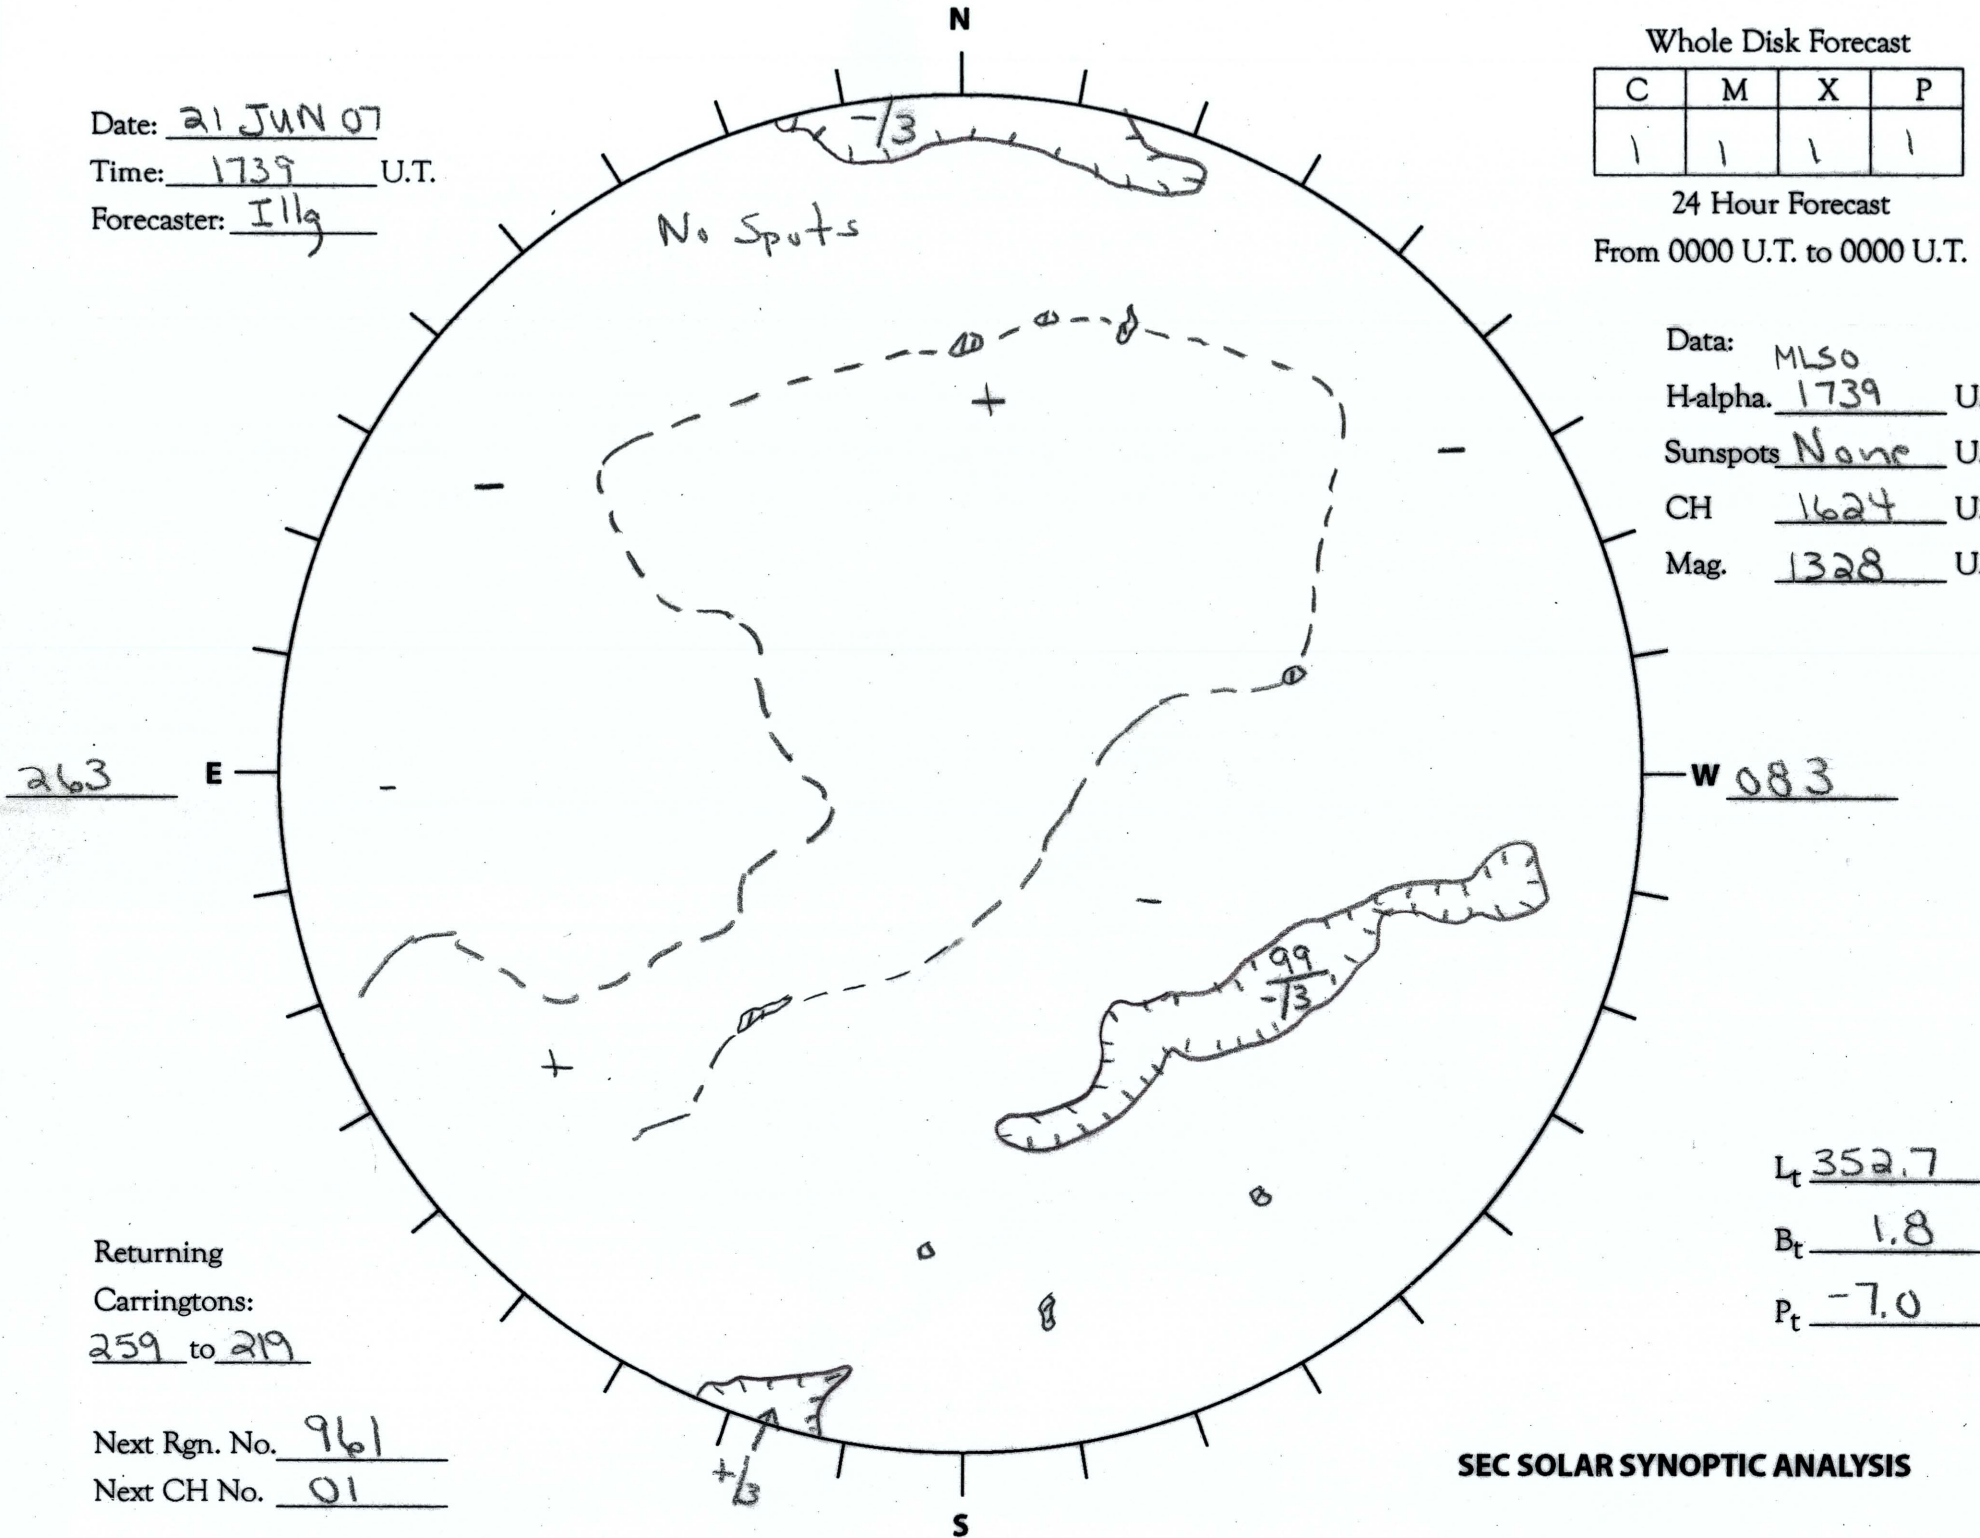 N
Whole Disk Forecast
C M X P
1 1 1 1
24 Hour Forecast
From 0000 U.T. to 0000 U.T.
Date: 21 JUN 07
Time: 1739 U.T.
Forecaster: Illg
-/3
No Spots
Data: MLSO
H-alpha. 1739 U.
Sunspots None U.
CH 1624 U.
Mag. 1328 U.
+
-
-
263 E
W 083
-
-
99
-/3
+
Lt 352.7
Bt 1.8
Pt -7.0
Returning
Carringtons:
259 to 219
Next Rgn. No. 961
Next CH No. 01
+/3
SEC SOLAR SYNOPTIC ANALYSIS
S